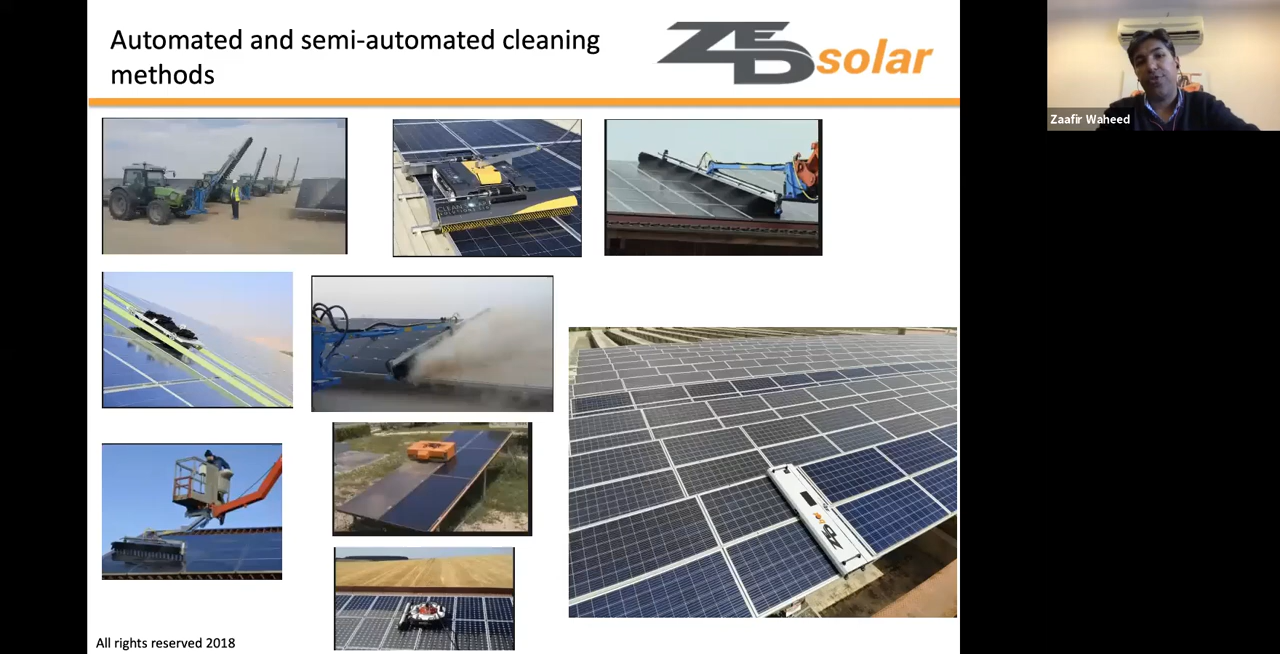 Automated and semi-automated cleaning
methods
ZED solar
Zaafir Waheed
All rights reserved 2018